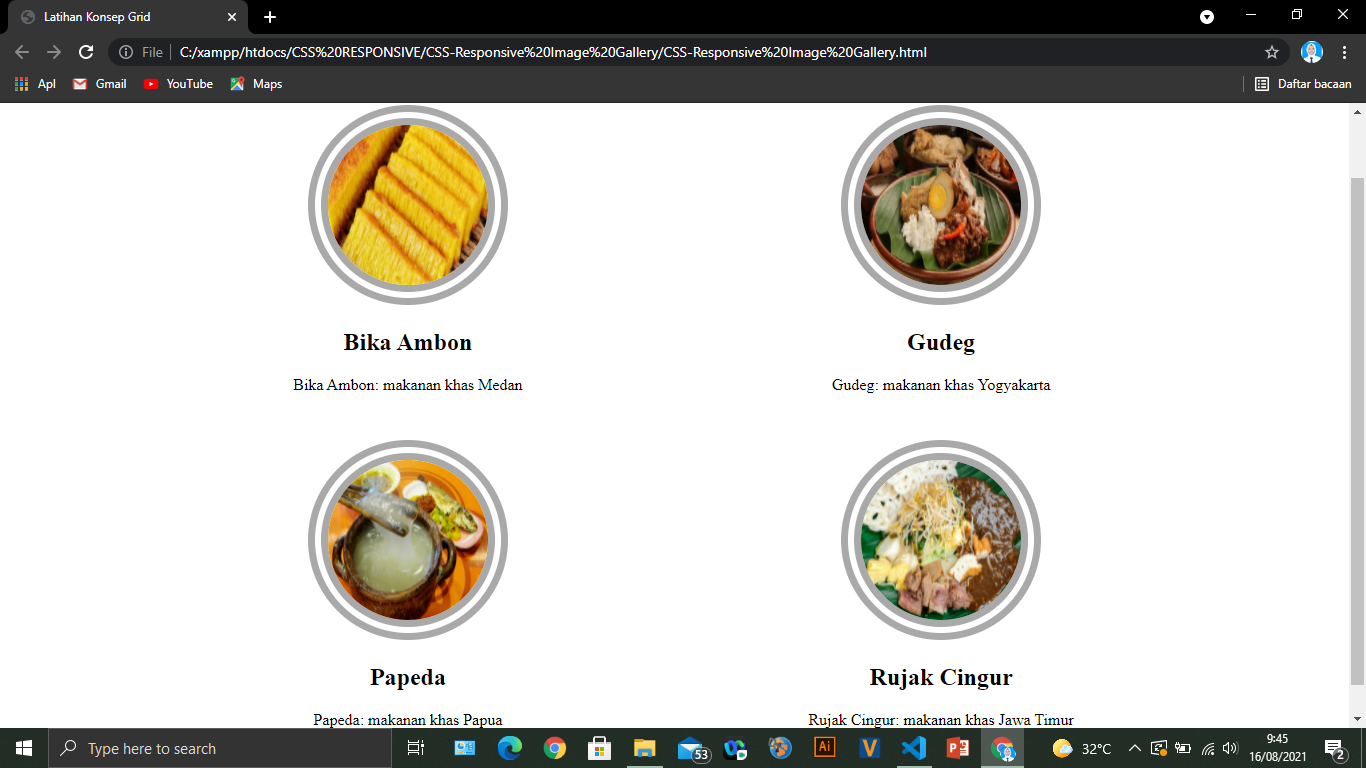 Latihan Konsep Grid
File
C:/xampp/htdocs/CSS%20RESPONSIVE/CSS-Responsive%20Image%20Gallery/CSS-Responsive%20Image%20Gallery.html
Apl
Gmail
YouTube
Maps
Daftar bacaan
Bika Ambon
Gudeg
Bika Ambon: makanan khas Medan
Gudeg: makanan khas Yogyakarta
Papeda
Rujak Cingur
Papeda: makanan khas Papua
Rujak Cingur: makanan khas Jawa Timur
Type here to search
53
Ai
V
P
32°C
9:45
16/08/2021
2